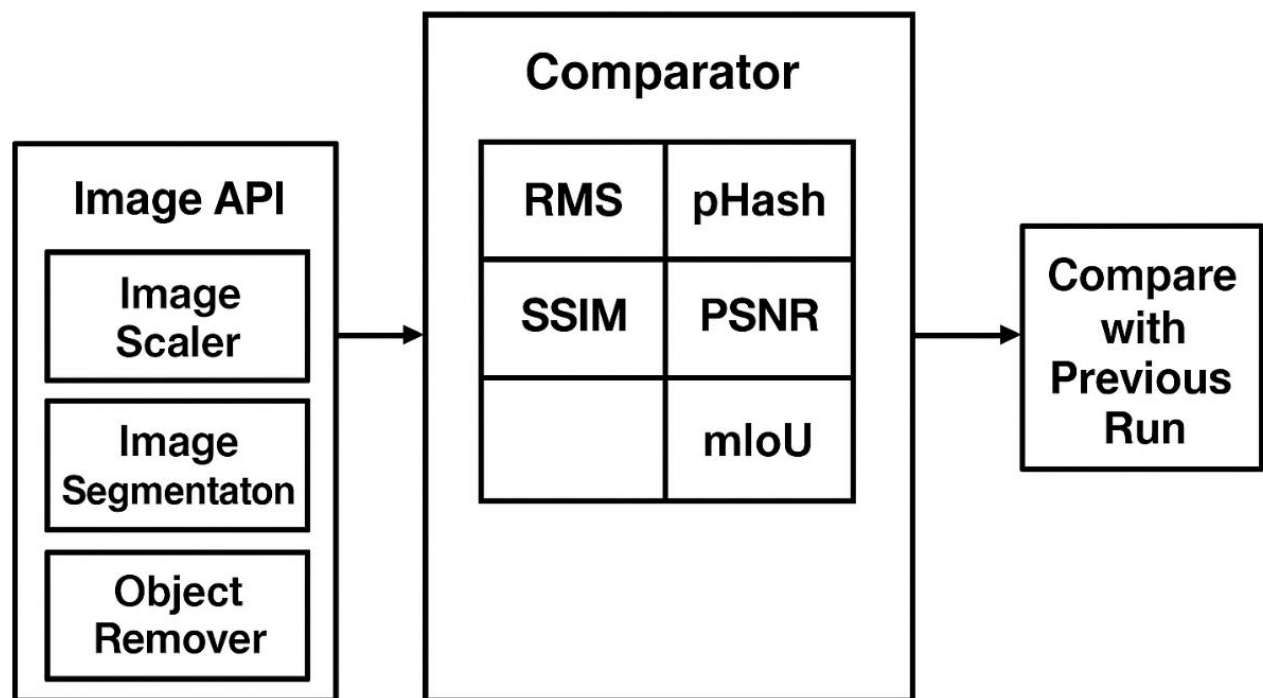 Image API
Image
Scaler
Image
Segmentaton
Object
Remover
Comparator
RMS
pHash
SSIM
PSNR
mIoU
Compare
with
Previous
Run